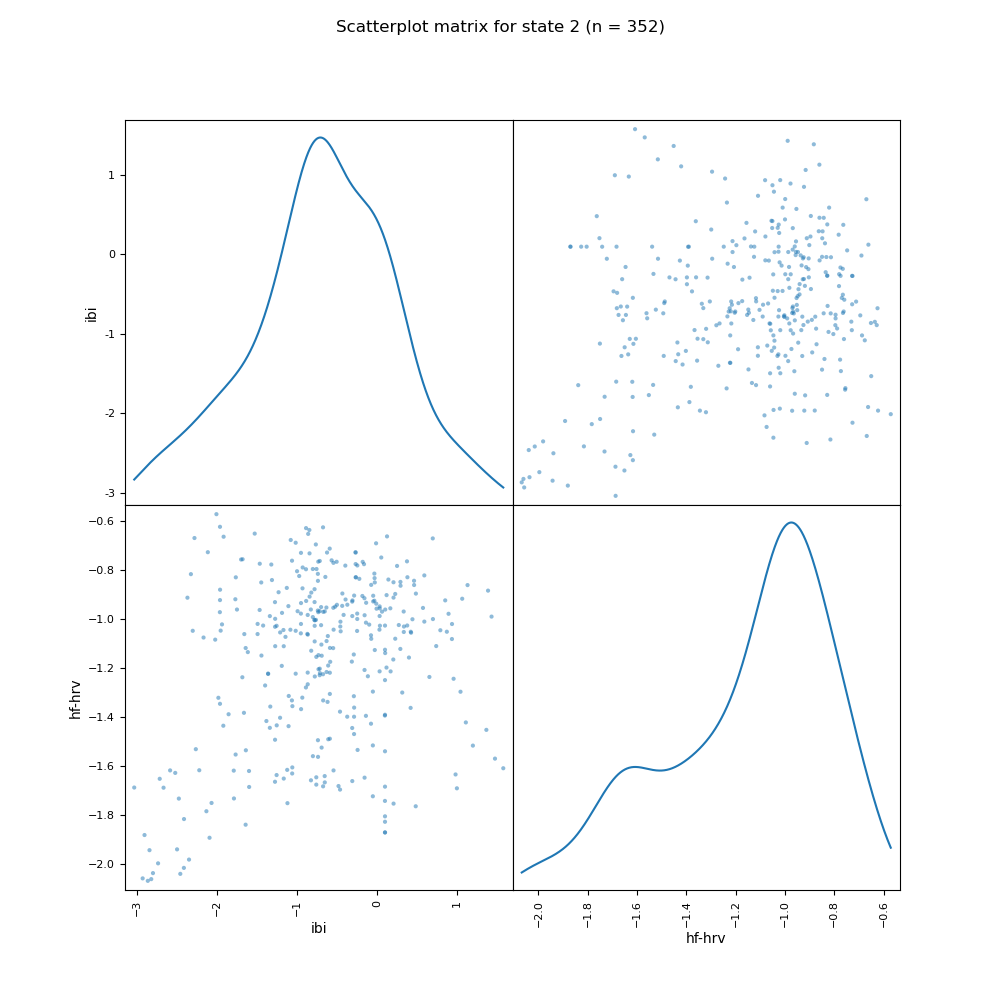 Scatterplot matrix for state 2 (n = 352)
ibi
1
0
-1
-2
-3
hf-hrv
−0.6
−0.8
−1.0
−1.2
−1.4
−1.6
−1.8
−2.0
−3 −2 −1 0 1
ibi
−2.0 −1.8 −1.6 −1.4 −1.2 −1.0 −0.8 −0.6
hf-hrv